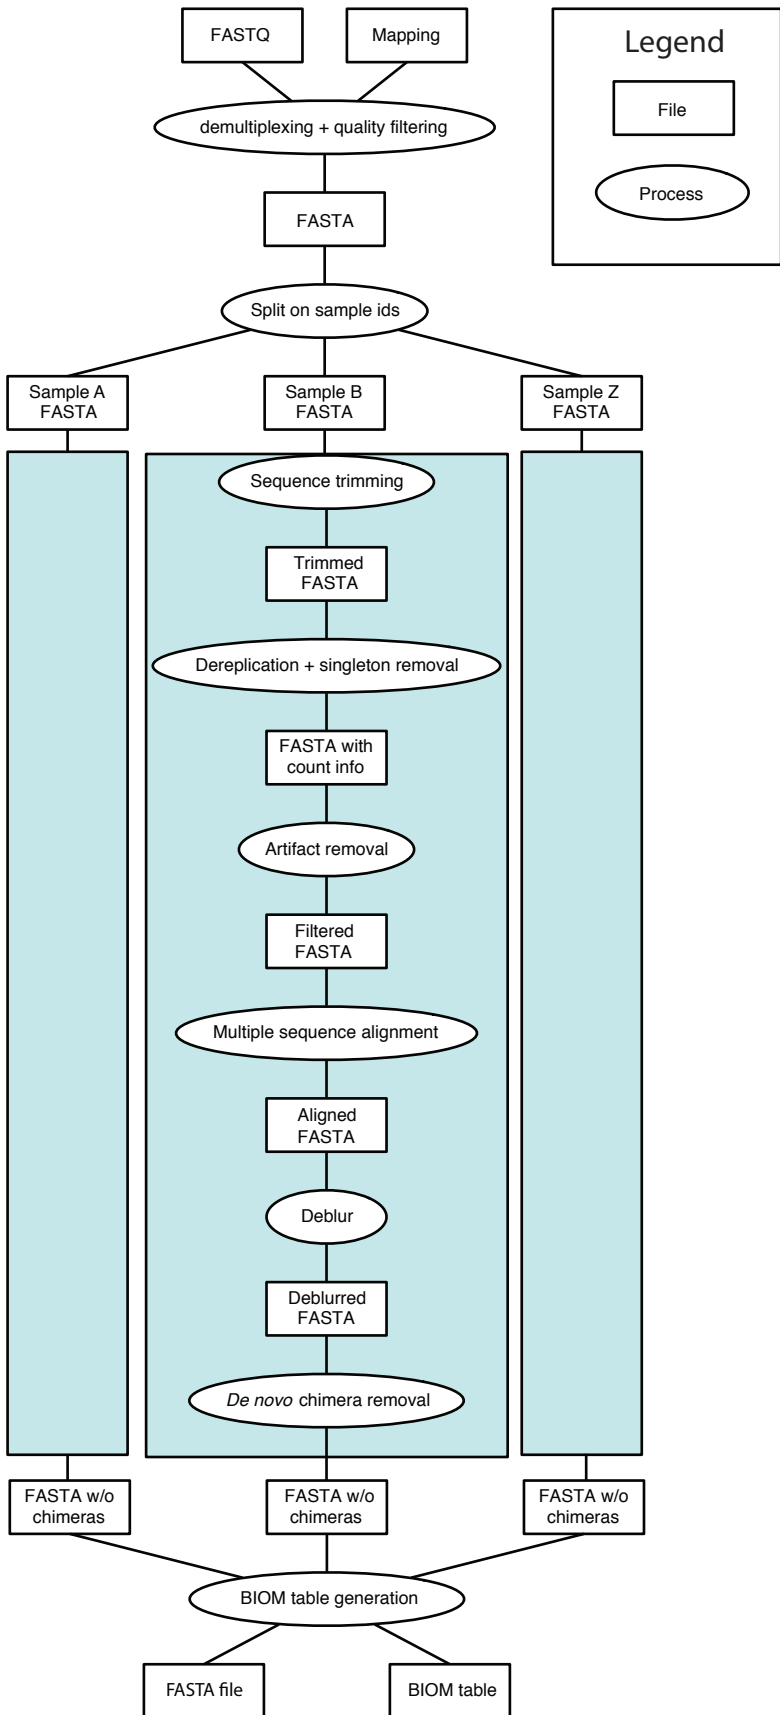 FASTQ
Mapping
Legend
File
Process
demultiplexing + quality filtering
FASTA
Split on sample ids
Sample A
FASTA
Sample B
FASTA
Sample Z
FASTA
Sequence trimming
Trimmed
FASTA
Dereplication + singleton removal
FASTA with
count info
Artifact removal
Filtered
FASTA
Multiple sequence alignment
Aligned
FASTA
Deblur
Deblurred
FASTA
De novo chimera removal
FASTA w/o
chimeras
FASTA w/o
chimeras
FASTA w/o
chimeras
BIOM table generation
FASTA file
BIOM table